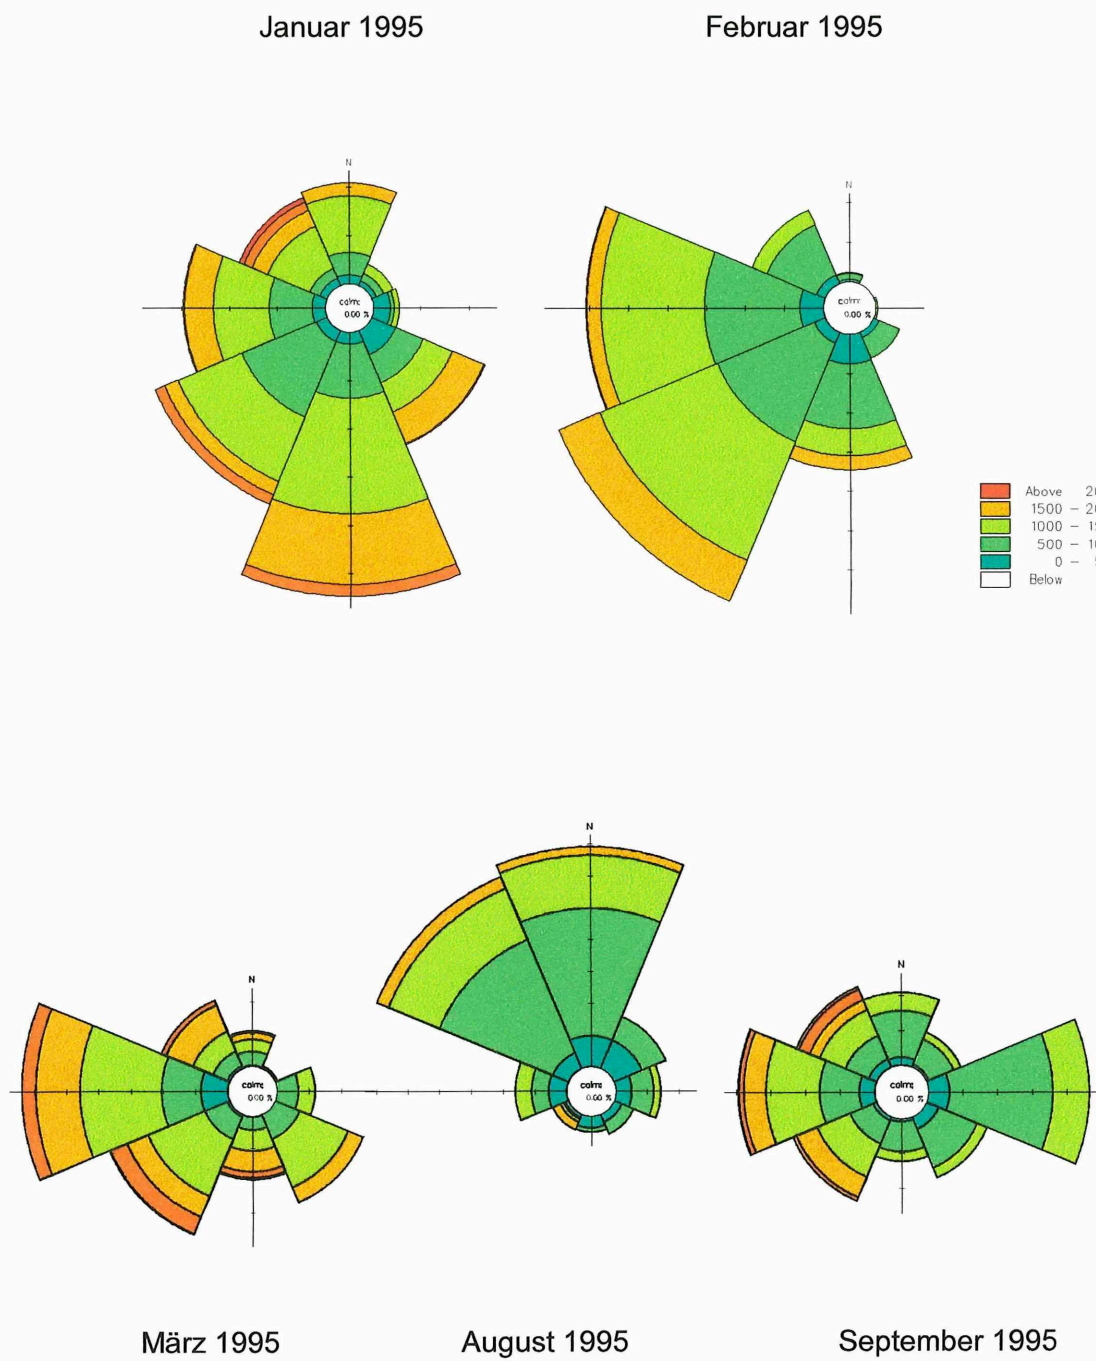 Januar 1995
Februar 1995
N
N
calm:
0.00 %
0.00 %
Above
1500 –
1000 –
500 –
0 –
Below
N
N
N
calm:
0.00 %
calm:
0.00 %
calm:
0.00 %
März 1995
August 1995
September 1995